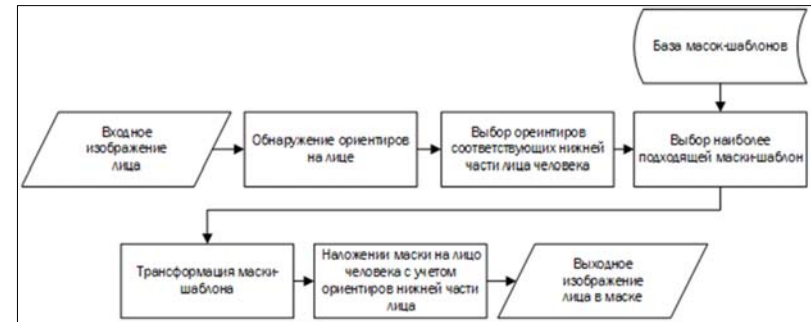 База масок-шаблонов
Входное
изображение
лица
Обнаружение ориентиров
на лице
Выбор ореинтиров
соответствующих нижней
части лица человека
Выбор наиболее
подходящей маски-шаблон
Трансформация маски-
шаблона
Наложении маски на лицо
человека с учетом
ориентиров нижней части
лица
Выходное
изображение
лица в маске